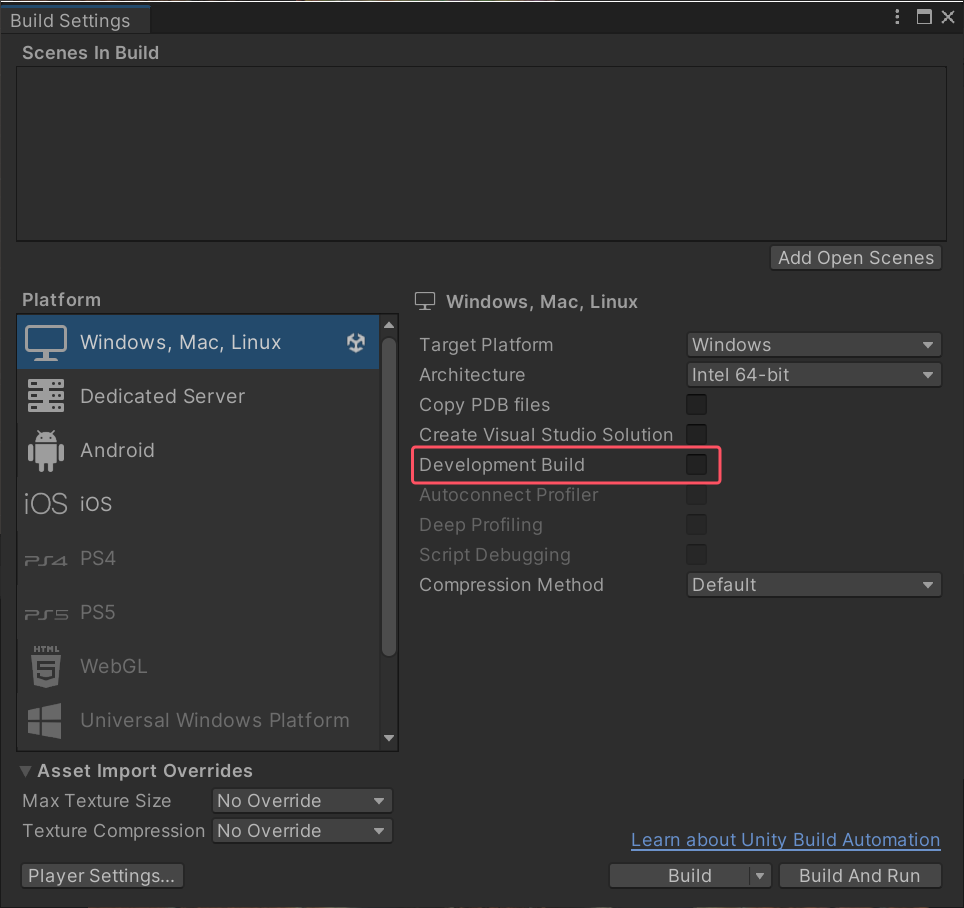 Build Settings
Scenes In Build
Add Open Scenes
Platform
Windows, Mac, Linux
Dedicated Server
Android
iOS iOS
PS4 PS4
PS5 PS5
HTML
5 WebGL
Universal Windows Platform
Windows, Mac, Linux
Target Platform Windows
Architecture Intel 64-bit
Copy PDB files
Create Visual Studio Solution
Development Build
Autoconnect Profiler
Deep Profiling
Script Debugging
Compression Method Default
Asset Import Overrides
Max Texture Size No Override
Texture Compression No Override
Learn about Unity Build Automation
Player Settings... Build Build And Run